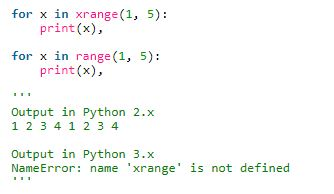 for x in xrange(1, 5):
    print(x),

for x in range(1, 5):
    print(x),

'''
Output in Python 2.x
1 2 3 4 1 2 3 4

Output in Python 3.x
NameError: name 'xrange' is not defined
'''